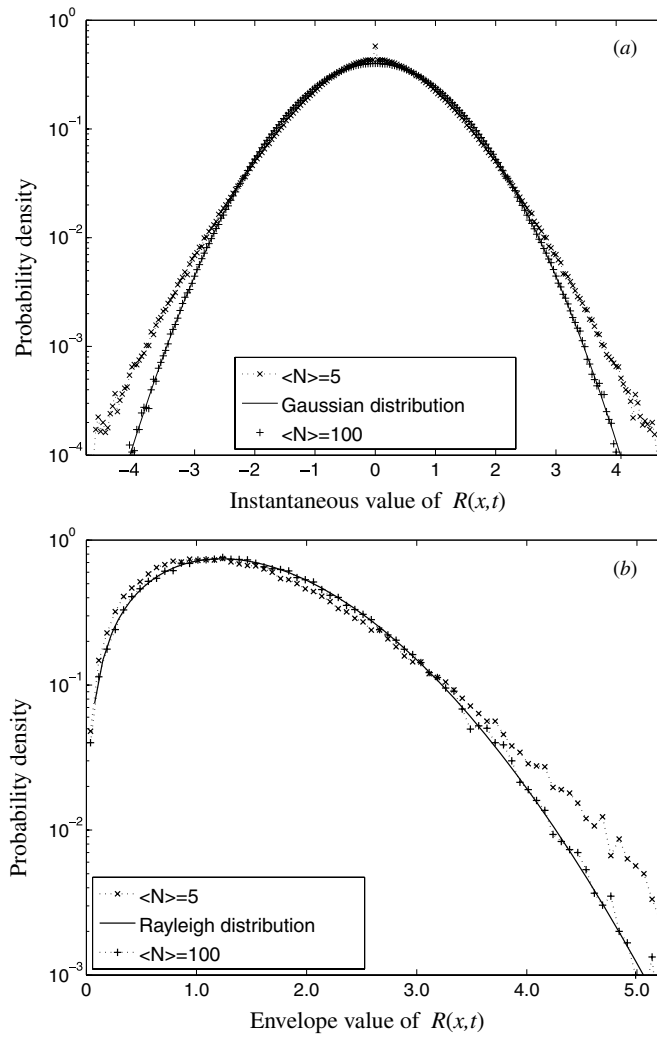 10^0
(a)
10^-1
Probability density
10^-2
10^-3
<N>=5
Gaussian distribution
<N>=100
10^-4
−4 −3 −2 −1 0 1 2 3 4
Instantaneous value of R(x,t)
10^0
(b)
10^-1
Probability density
10^-2
<N>=5
Rayleigh distribution
<N>=100
10^-3
0 1.0 2.0 3.0 4.0 5.0
Envelope value of R(x,t)